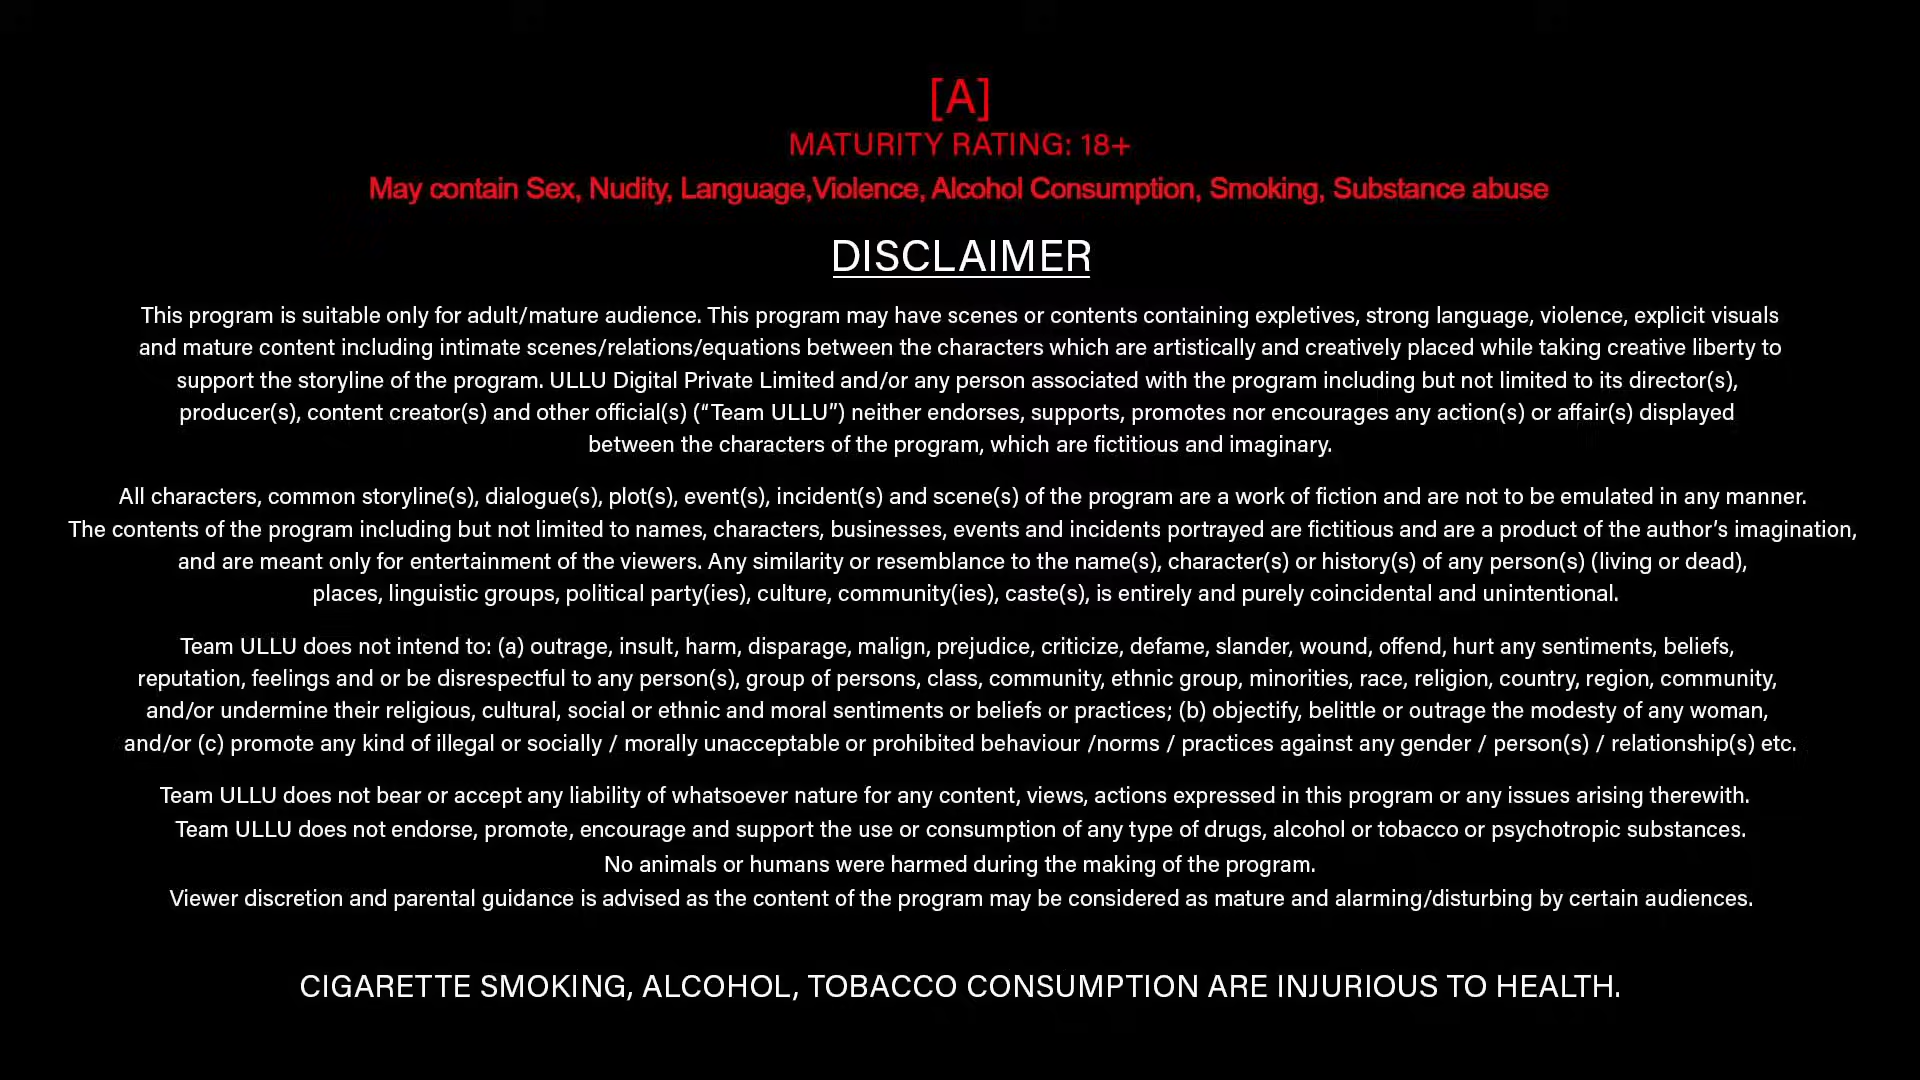 [A]
MATURITY RATING: 18+
May contain Sex, Nudity, Language,Violence, Alcohol Consumption, Smoking, Substance abuse
DISCLAIMER
This program is suitable only for adult/mature audience. This program may have scenes or contents containing expletives, strong language, violence, explicit visuals
and mature content including intimate scenes/relations/equations between the characters which are artistically and creatively placed while taking creative liberty to
support the storyline of the program. ULLU Digital Private Limited and/or any person associated with the program including but not limited to its director(s),
producer(s), content creator(s) and other official(s) (“Team ULLU”) neither endorses, supports, promotes nor encourages any action(s) or affair(s) displayed
between the characters of the program, which are fictitious and imaginary.
All characters, common storyline(s), dialogue(s), plot(s), event(s), incident(s) and scene(s) of the program are a work of fiction and are not to be emulated in any manner.
The contents of the program including but not limited to names, characters, businesses, events and incidents portrayed are fictitious and are a product of the author’s imagination,
and are meant only for entertainment of the viewers. Any similarity or resemblance to the name(s), character(s) or history(s) of any person(s) (living or dead),
places, linguistic groups, political party(ies), culture, community(ies), caste(s), is entirely and purely coincidental and unintentional.
Team ULLU does not intend to: (a) outrage, insult, harm, disparage, malign, prejudice, criticize, defame, slander, wound, offend, hurt any sentiments, beliefs,
reputation, feelings and or be disrespectful to any person(s), group of persons, class, community, ethnic group, minorities, race, religion, country, region, community,
and/or undermine their religious, cultural, social or ethnic and moral sentiments or beliefs or practices; (b) objectify, belittle or outrage the modesty of any woman,
and/or (c) promote any kind of illegal or socially / morally unacceptable or prohibited behaviour /norms / practices against any gender / person(s) / relationship(s) etc.
Team ULLU does not bear or accept any liability of whatsoever nature for any content, views, actions expressed in this program or any issues arising therewith.
Team ULLU does not endorse, promote, encourage and support the use or consumption of any type of drugs, alcohol or tobacco or psychotropic substances.
No animals or humans were harmed during the making of the program.
Viewer discretion and parental guidance is advised as the content of the program may be considered as mature and alarming/disturbing by certain audiences.
CIGARETTE SMOKING, ALCOHOL, TOBACCO CONSUMPTION ARE INJURIOUS TO HEALTH.